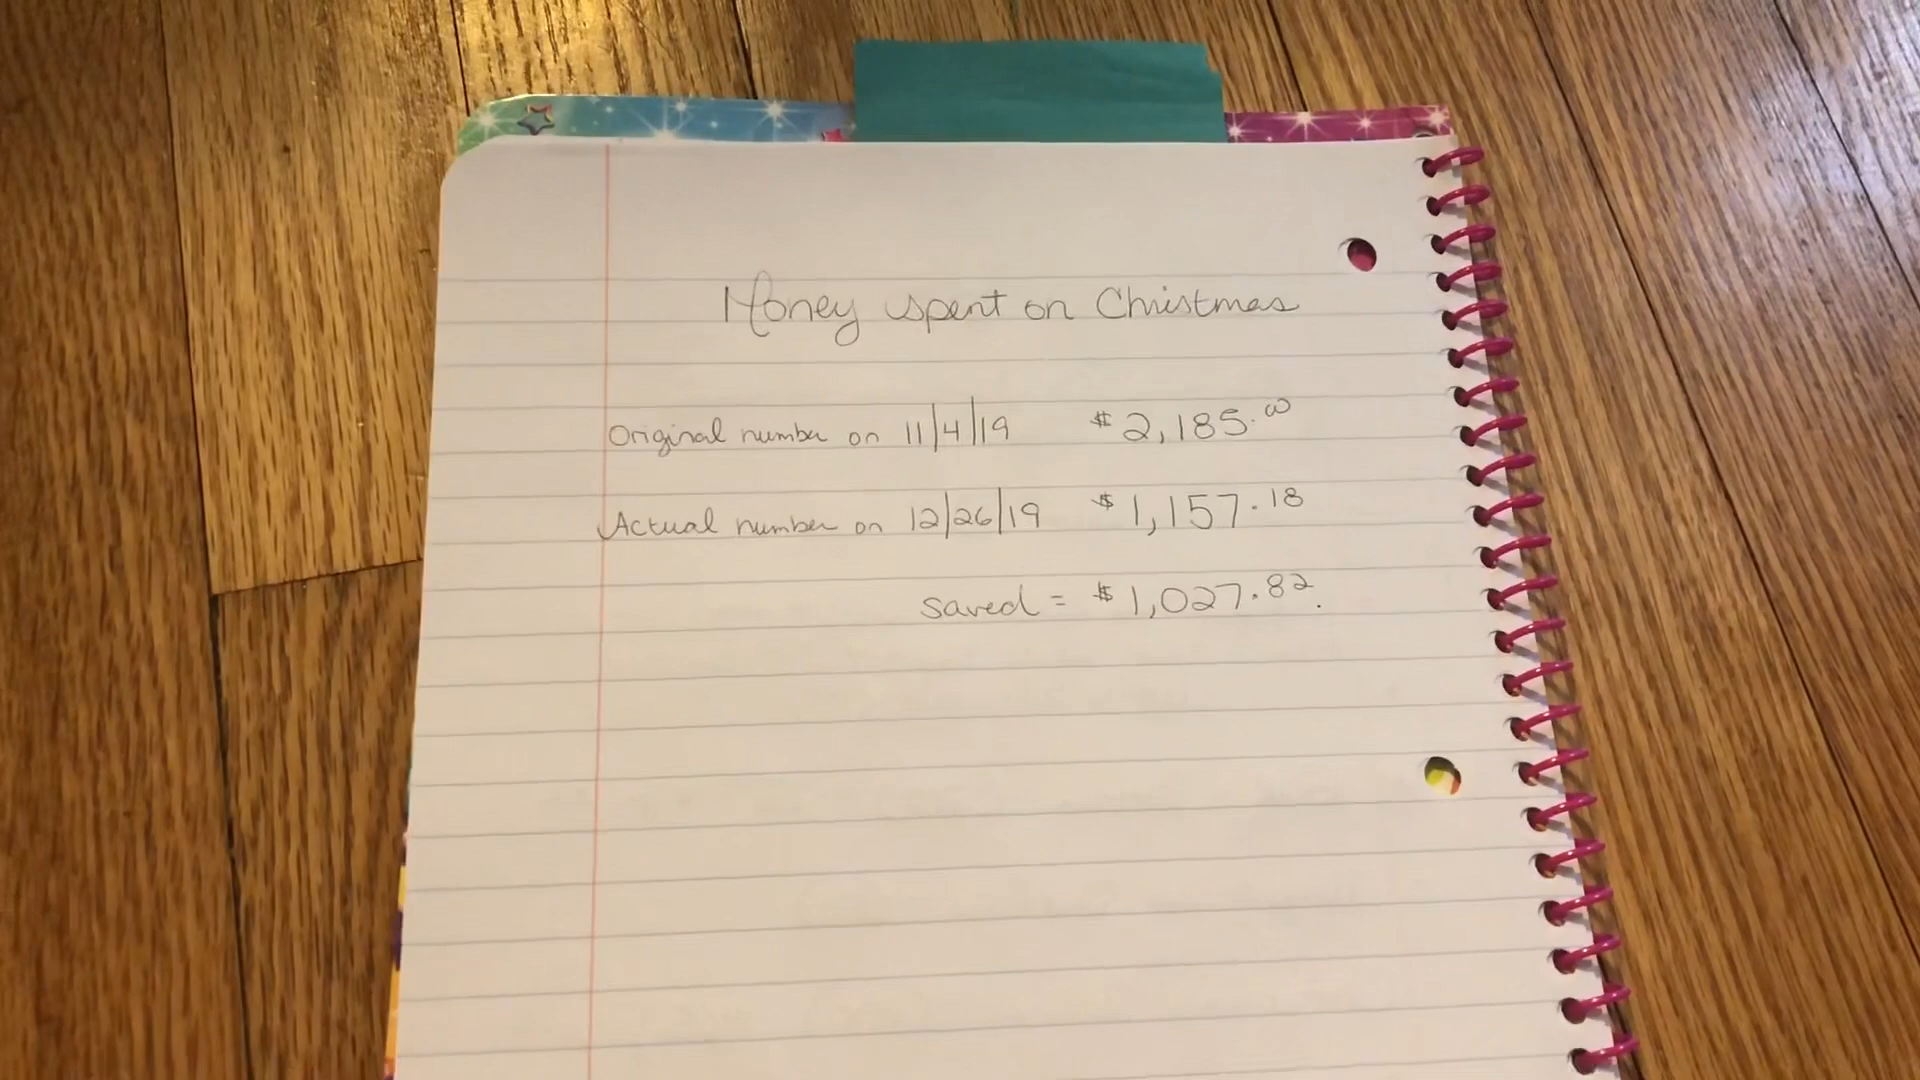 Money spent on Christmas
Original number on 11/4/19 $2,185.00
Actual number on 12/26/19 $1,157.18
saved = $1,027.82.